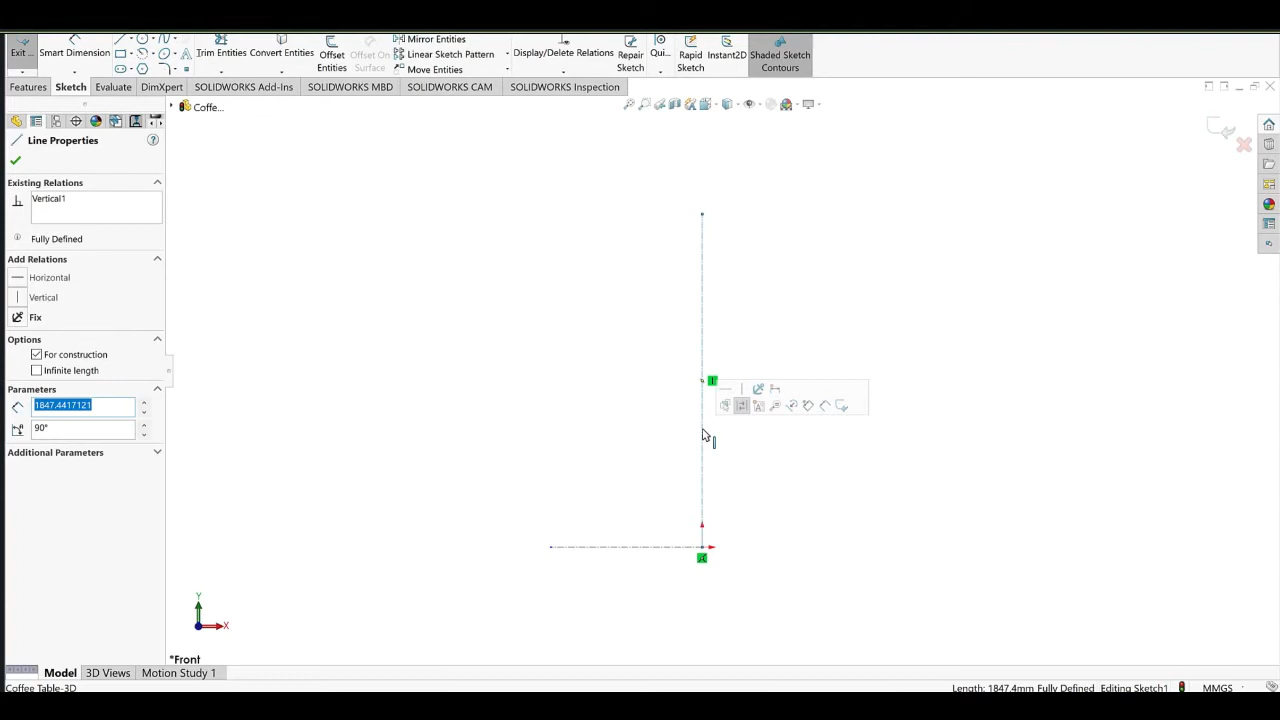 Mirror Entities
Exit ... Smart Dimension Trim Entities Convert Entities Offset Entities Offset On Surface Linear Sketch Pattern Display/Delete Relations Repair Sketch Qui... Rapid Sketch Instant2D Shaded Sketch Contours
Move Entities
Features Sketch Evaluate DimXpert SOLIDWORKS Add-Ins SOLIDWORKS MBD SOLIDWORKS CAM SOLIDWORKS Inspection
Coffe...
Line Properties
Existing Relations
Vertical1
Fully Defined
Add Relations
Horizontal
Vertical
Fix
Options
For construction
Infinite length
Parameters
1847.4417121
90°
Additional Parameters
Y
X
*Front
Model 3D Views Motion Study 1
Coffee Table-3D Length: 1847.4mm Fully Defined Editing Sketch1 MMGS